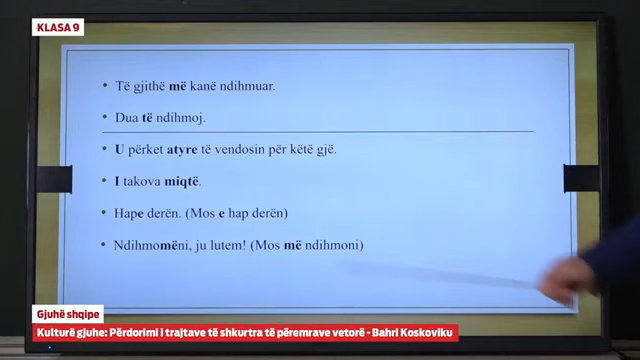 KLASA 9
• Të gjithë më kanë ndihmuar.
• Dua të ndihmoj.
• U përket atyre të vendosin për këtë gjë.
• I takova miqtë.
• Hape derën. (Mos e hap derën)
• Ndihmomëni, ju lutem! (Mos më ndihmoni)
Gjuhë shqipe
Kulturë gjuhe: Përdorimi i trajtave të shkurtra të përemrave vetorë - Bahri Koskoviku